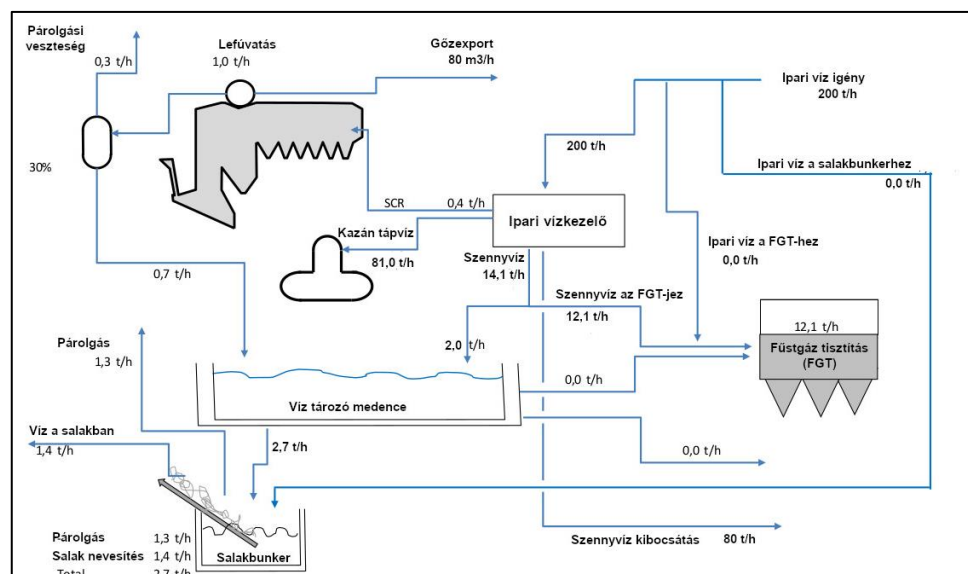 Párolgási
veszteség
0,3 t/h
Lefúvatás
1,0 t/h
Gőzexport
80 m3/h
Ipari víz igény
200 t/h
30%
200 t/h
Ipari víz a salakbunkerhez
0,0 t/h
SCR
0,4 t/h
Ipari vízkezelő
Kazán tápvíz
81,0 t/h
Ipari víz a FGT-hez
0,0 t/h
Szennyvíz
14,1 t/h
0,7 t/h
Szennyvíz az FGT-jez
12,1 t/h
12,1 t/h
Füstgáz tisztítás
(FGT)
Párolgás
1,3 t/h
2,0 t/h
0,0 t/h
Víz tározó medence
Víz a salakban
1,4 t/h
2,7 t/h
0,0 t/h
Párolgás 1,3 t/h
Salak nevesítés 1,4 t/h
Total 2,7 t/h
Salakbunker
Szennyvíz kibocsátás
80 t/h